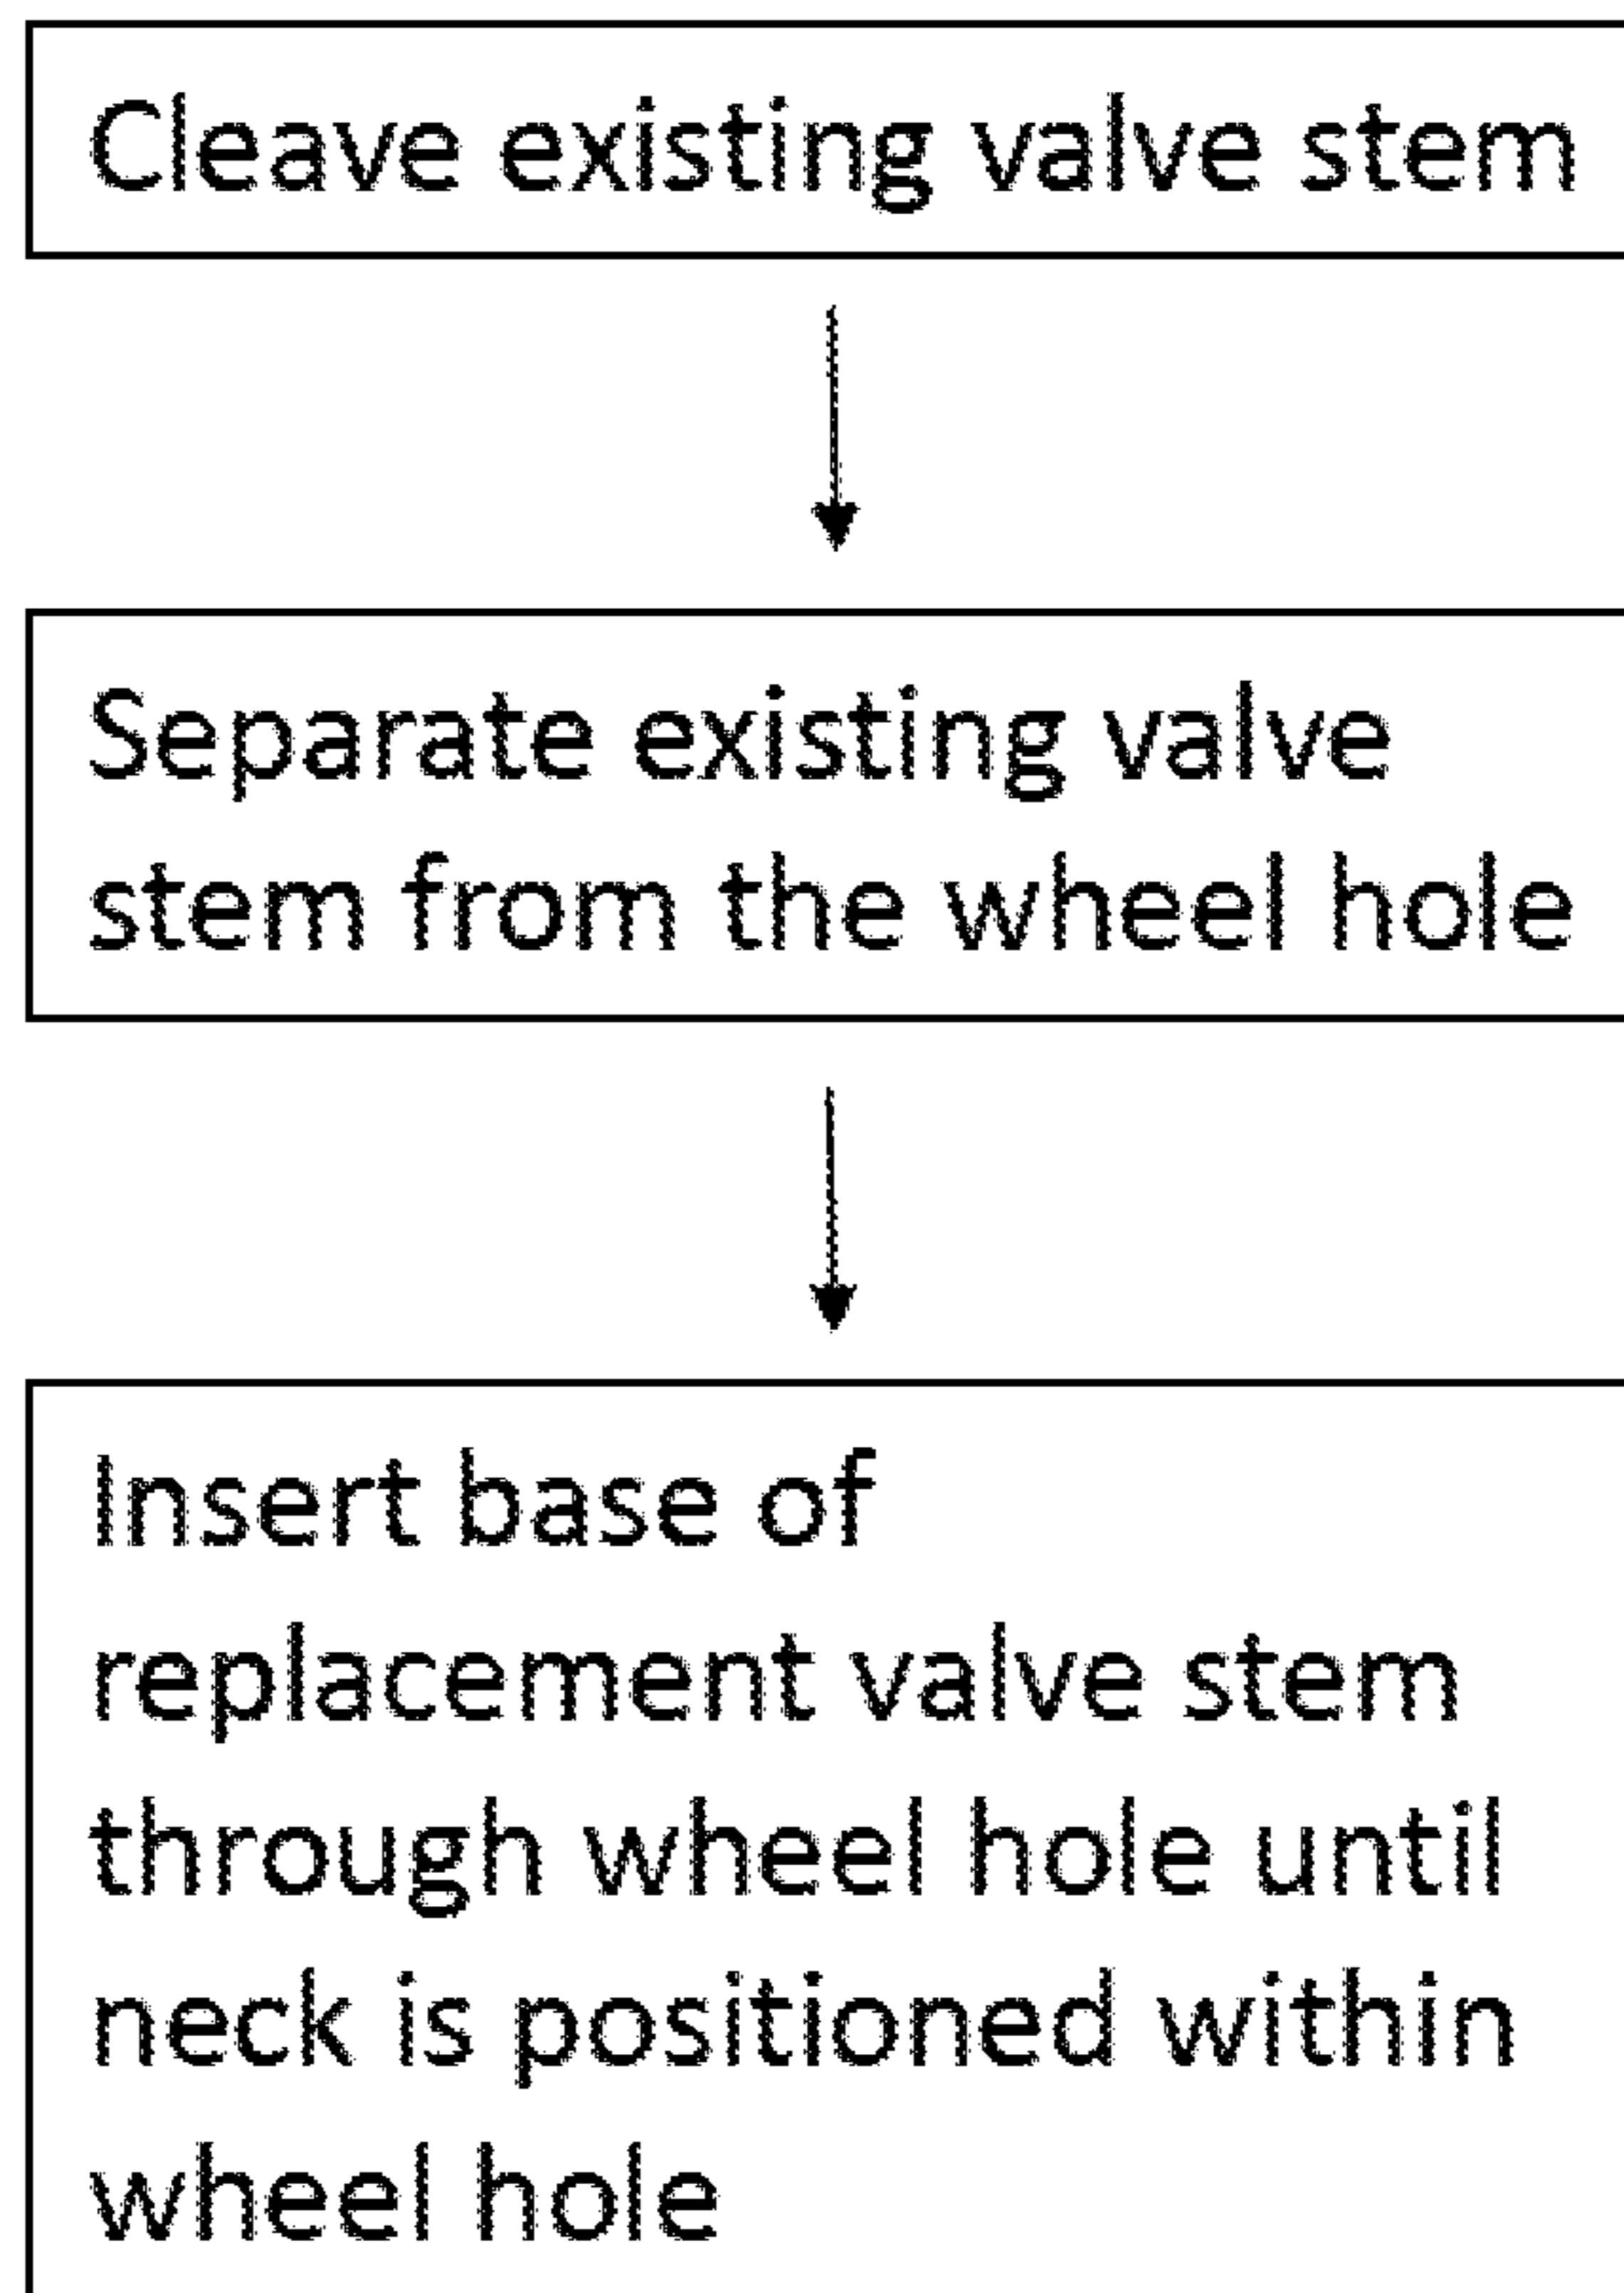 Cleave existing valve stem
Separate existing valve
stem from the wheel hole
Insert base of
replacement valve stem
through wheel hole until
neck is positioned within
wheel hole